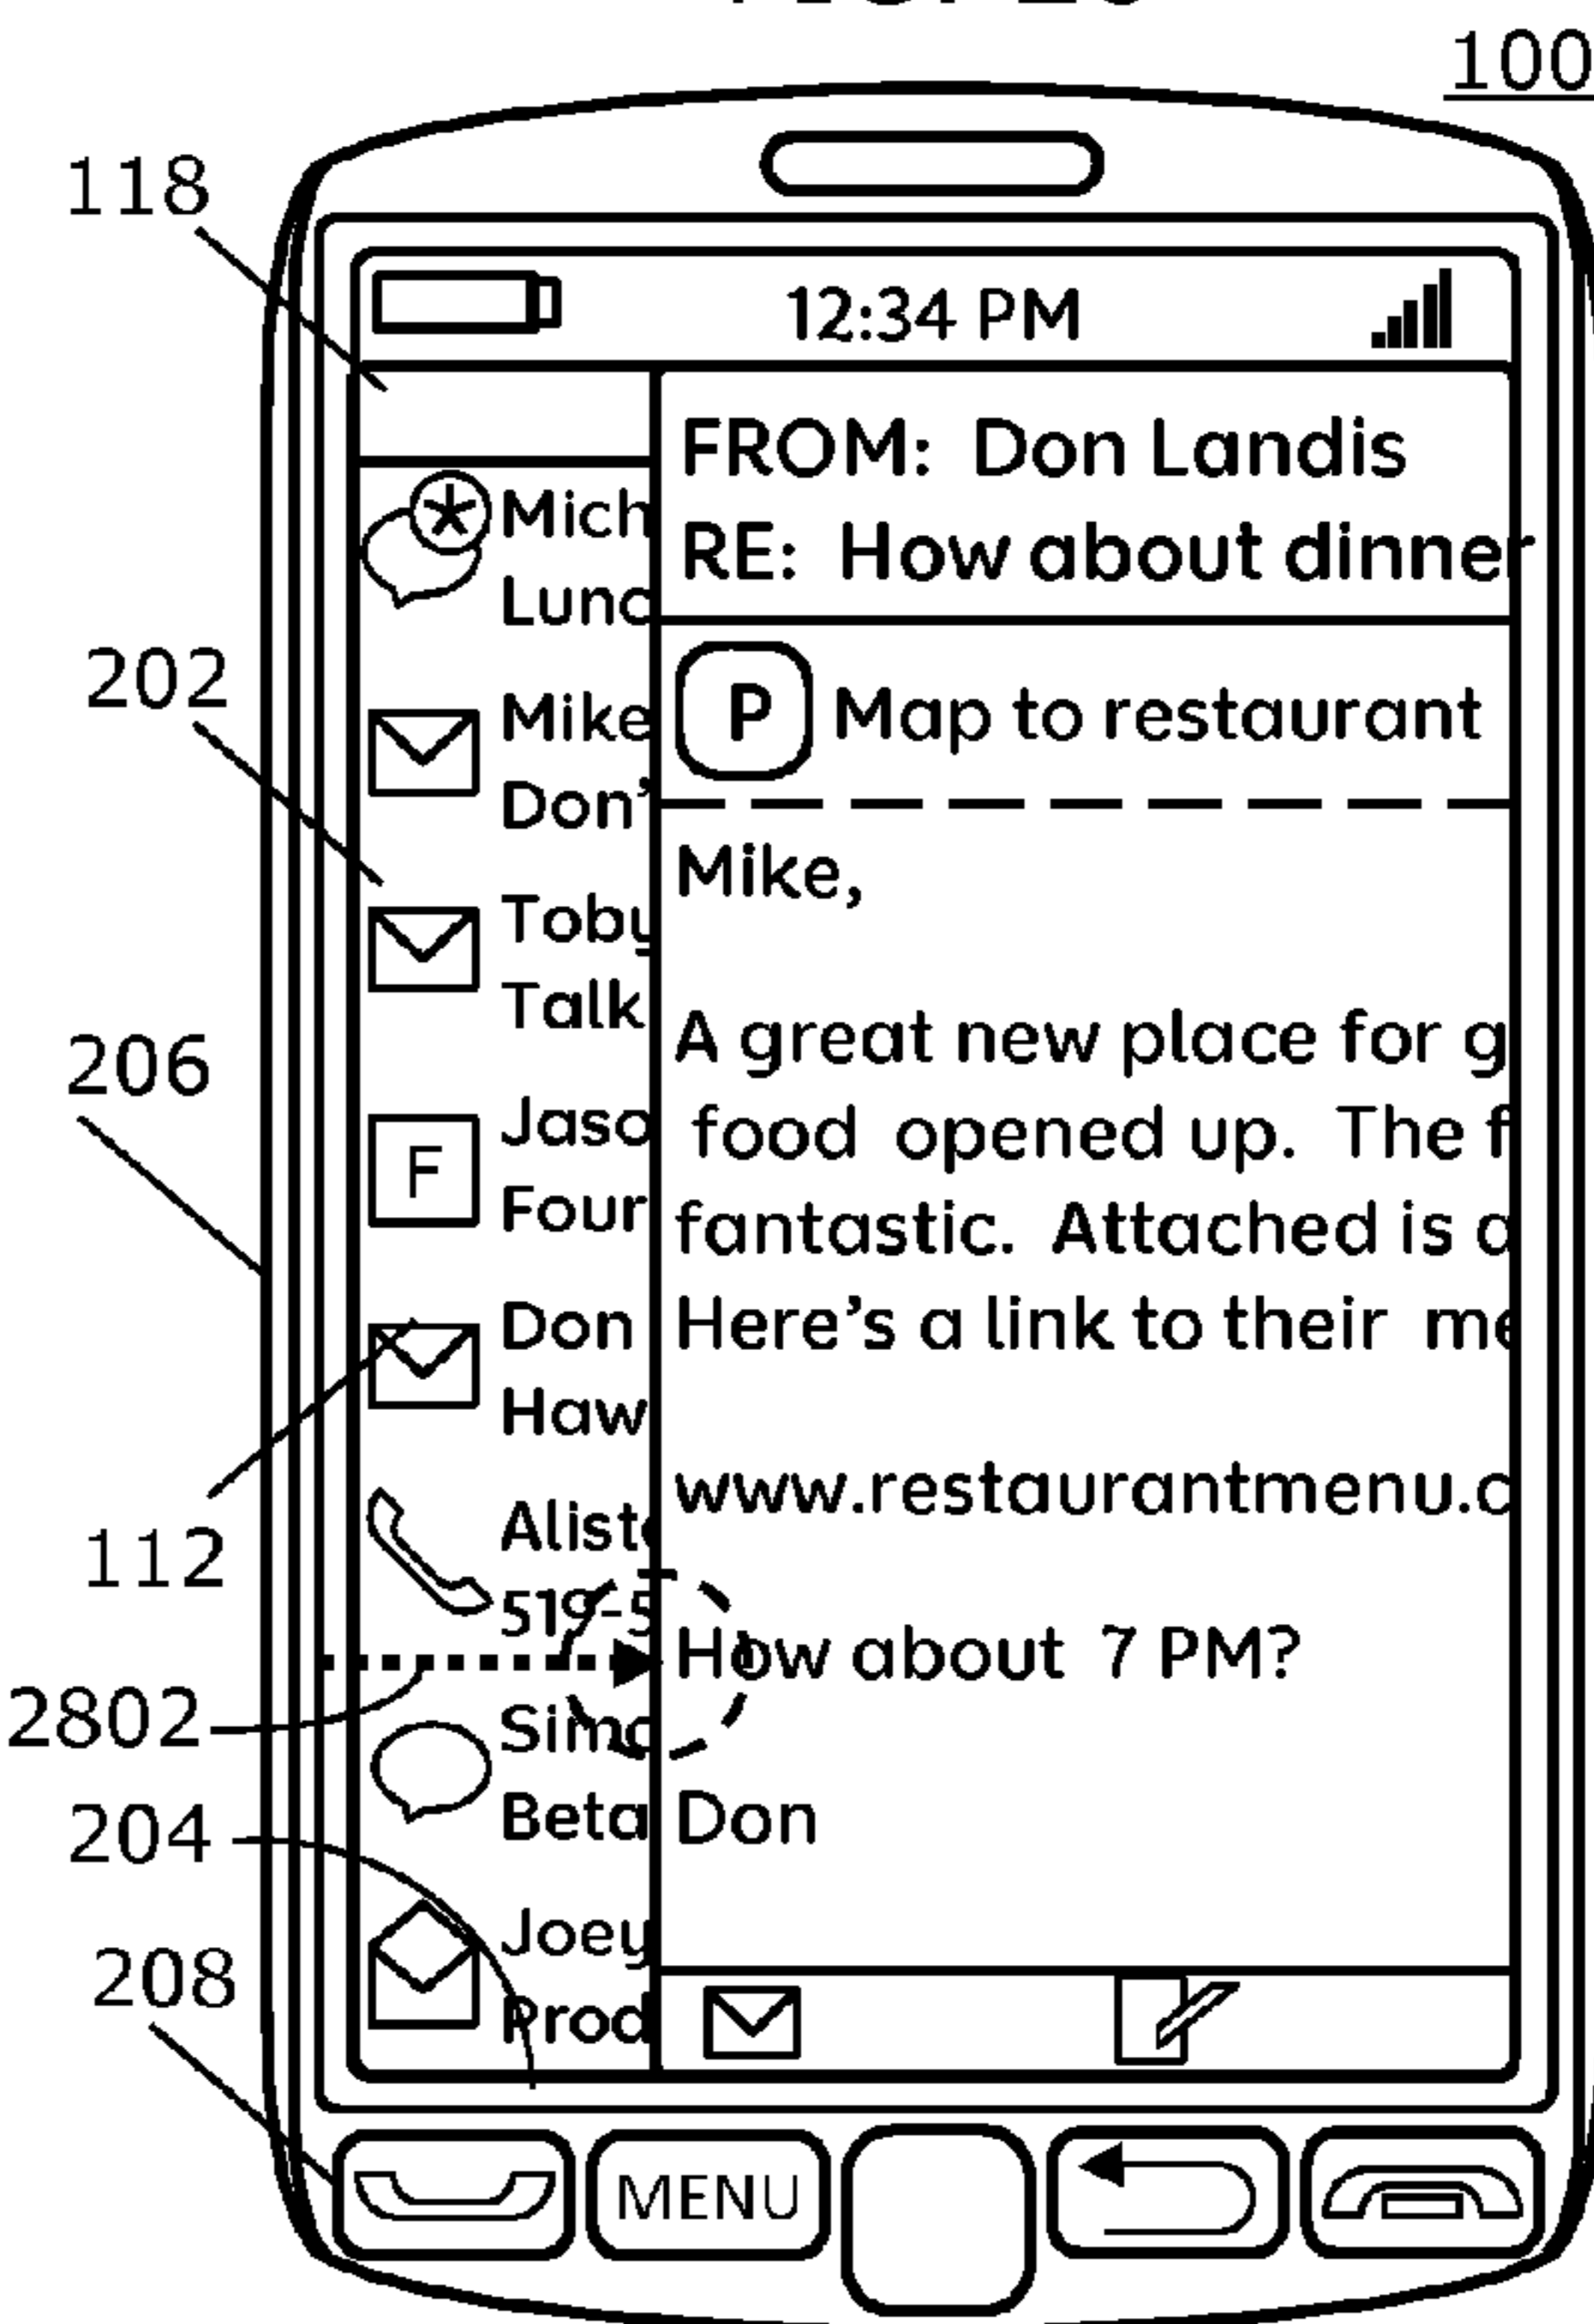 100
118
12:34 PM
FROM: Don Landis
RE: How about dinner
Mich
Lunc
202
P Map to restaurant
Mike
Don'
Mike,
Toby
Talk
A great new place for g
206
Jaso
food opened up. The f
F
Four
fantastic. Attached is a
Don
Here's a link to their me
Haw
www.restaurantmenu.c
112
Alist
519-5
How about 7 PM?
2802
Simo
Beta
Don
204
Joey
208
Prod
MENU